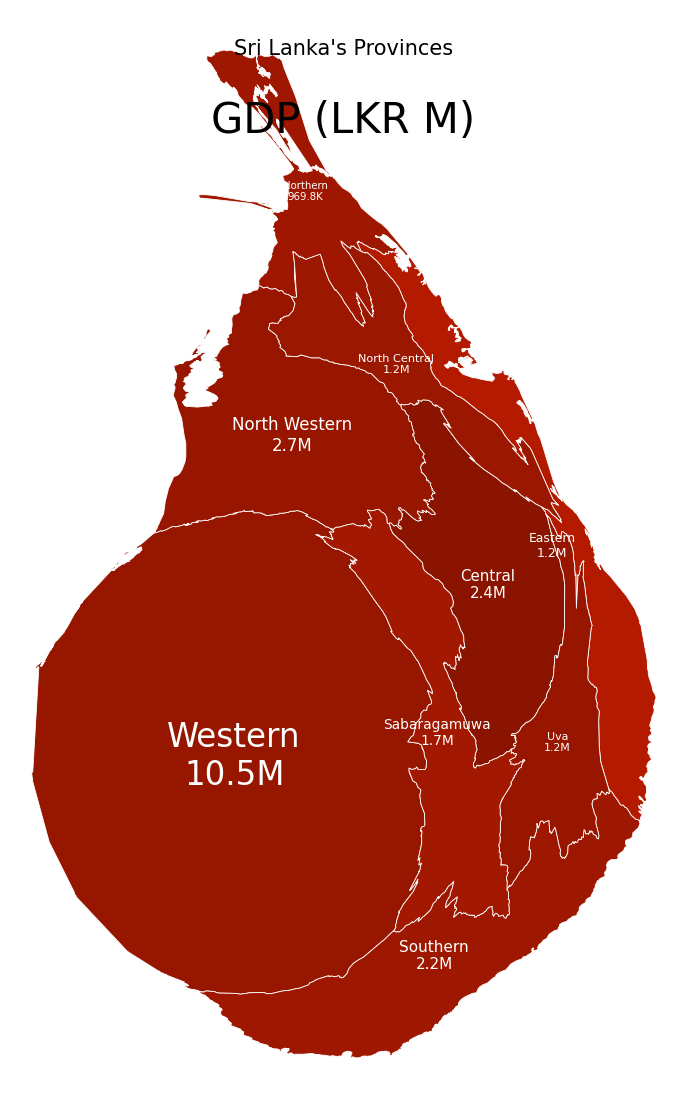 Sri Lanka's Provinces
GDP (LKR M)
Northern
969.8K
North Central
1.2M
North Western
2.7M
Eastern
1.2M
Central
2.4M
Sabaragamuwa
1.7M
Western
10.5M
Uva
1.2M
Southern
2.2M